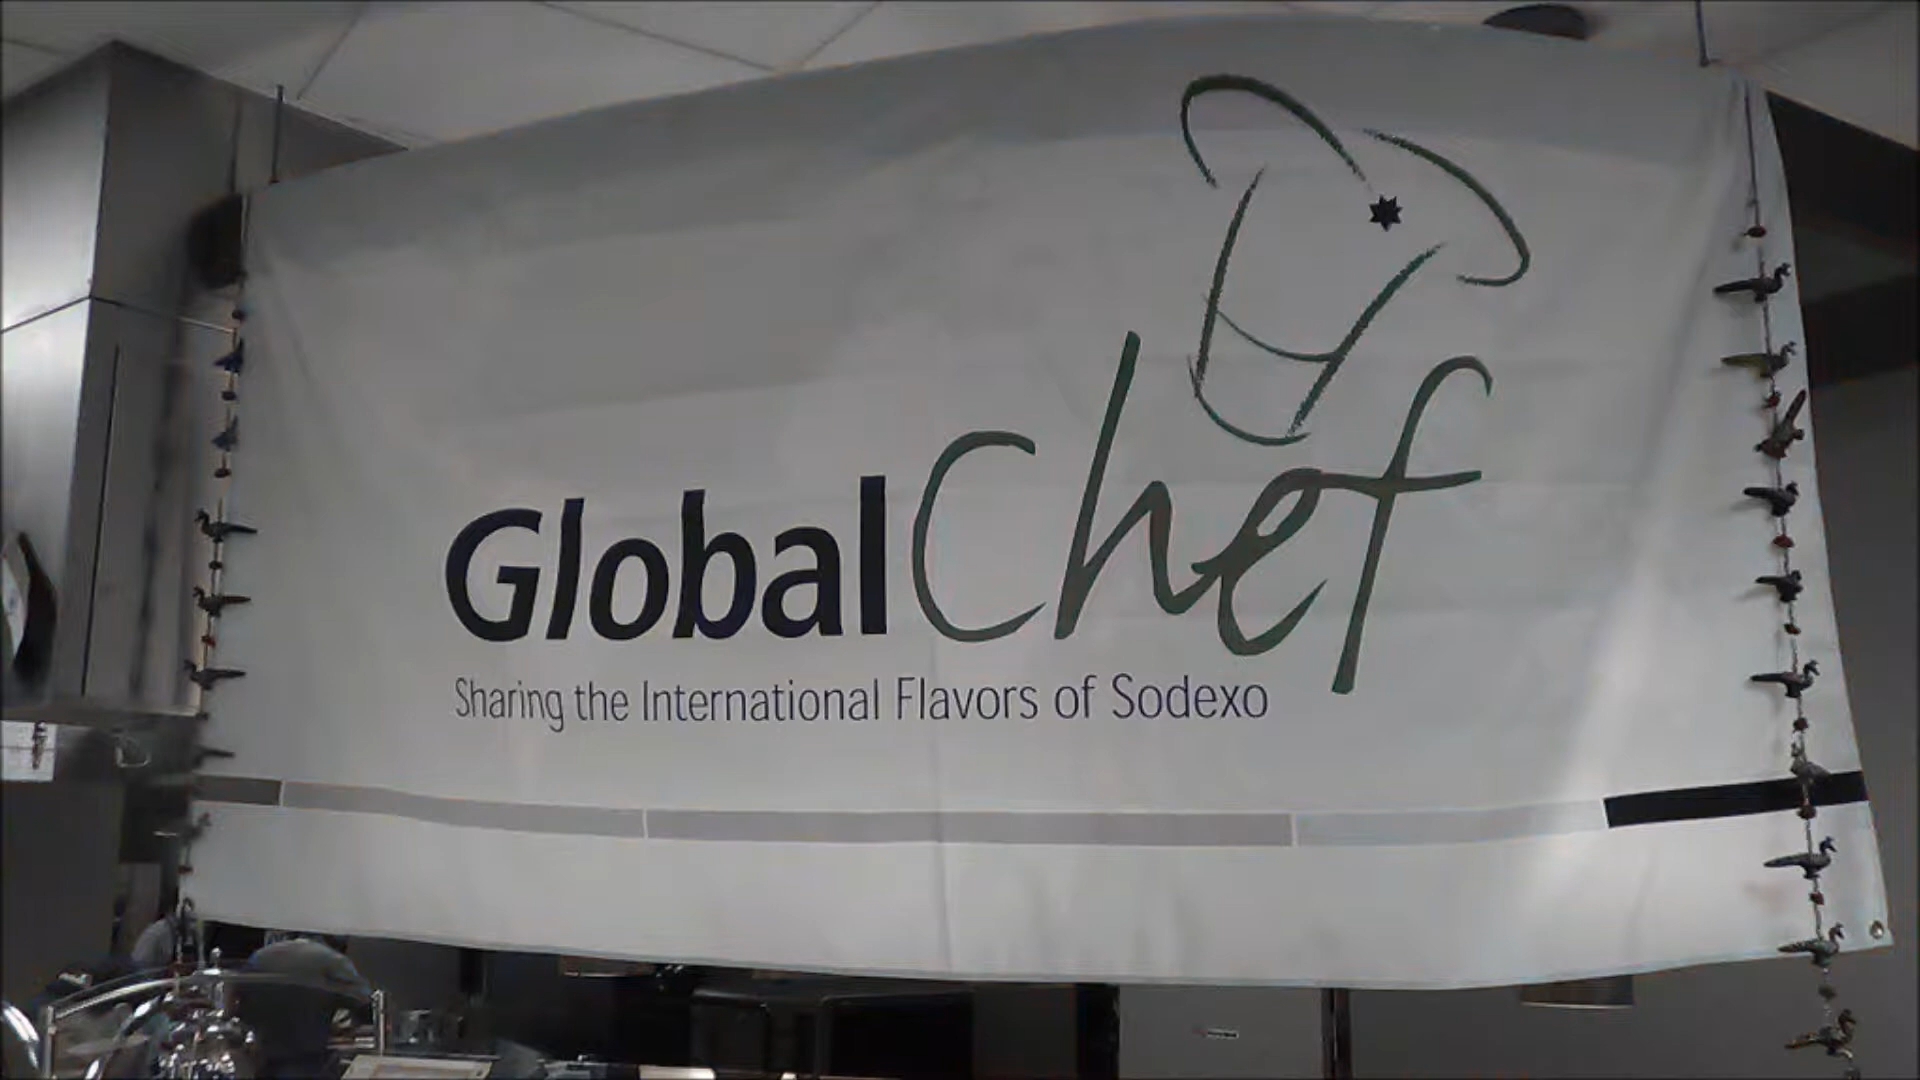 GlobalChef
Sharing the International Flavors of Sodexo